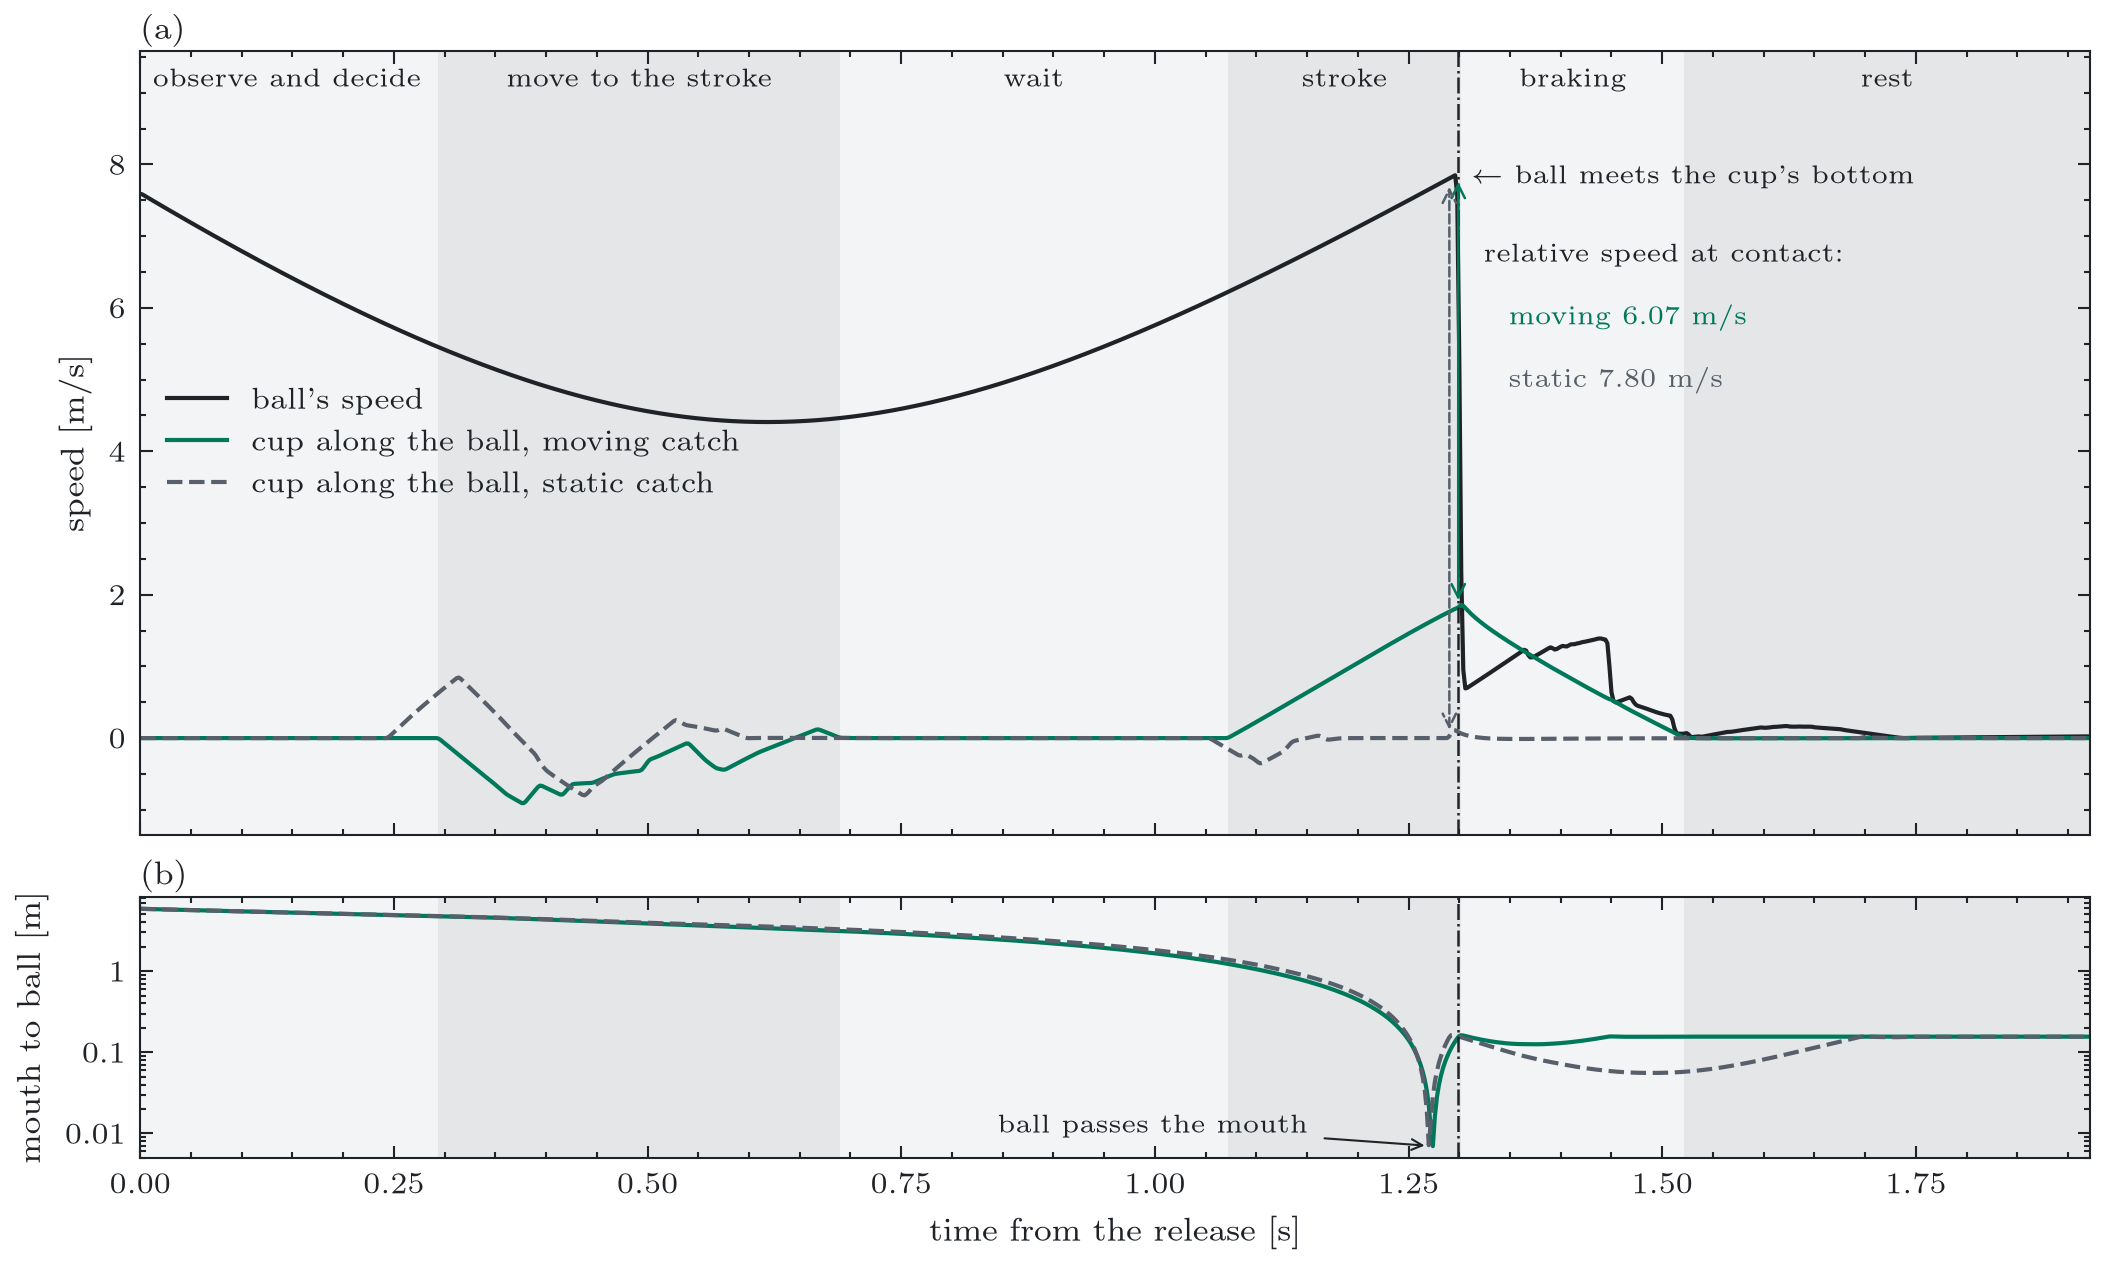 (a)
observe and decide
move to the stroke
wait
stroke
braking
rest
← ball meets the cup's bottom
relative speed at contact:
moving 6.07 m/s
static 7.80 m/s
ball's speed
cup along the ball, moving catch
cup along the ball, static catch
speed [m/s]
8
6
4
2
0
(b)
mouth to ball [m]
1
0.1
0.01
ball passes the mouth
0.00 0.25 0.50 0.75 1.00 1.25 1.50 1.75
time from the release [s]